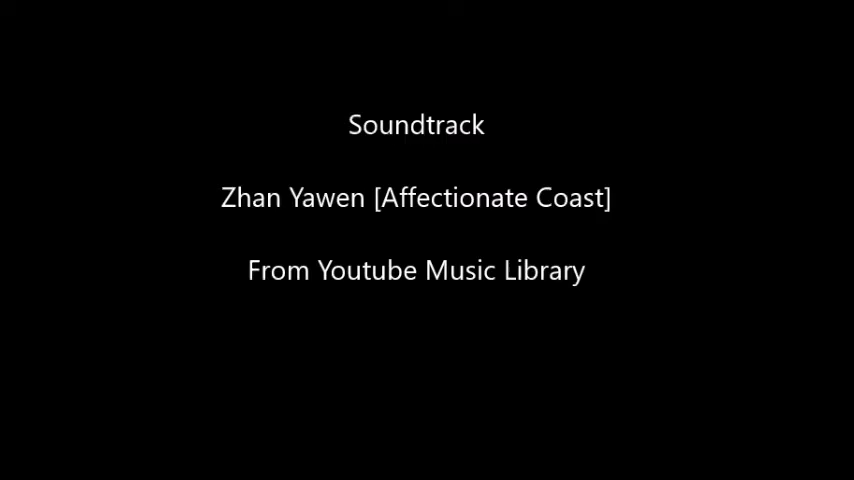 Soundtrack
Zhan Yawen [Affectionate Coast]
From Youtube Music Library